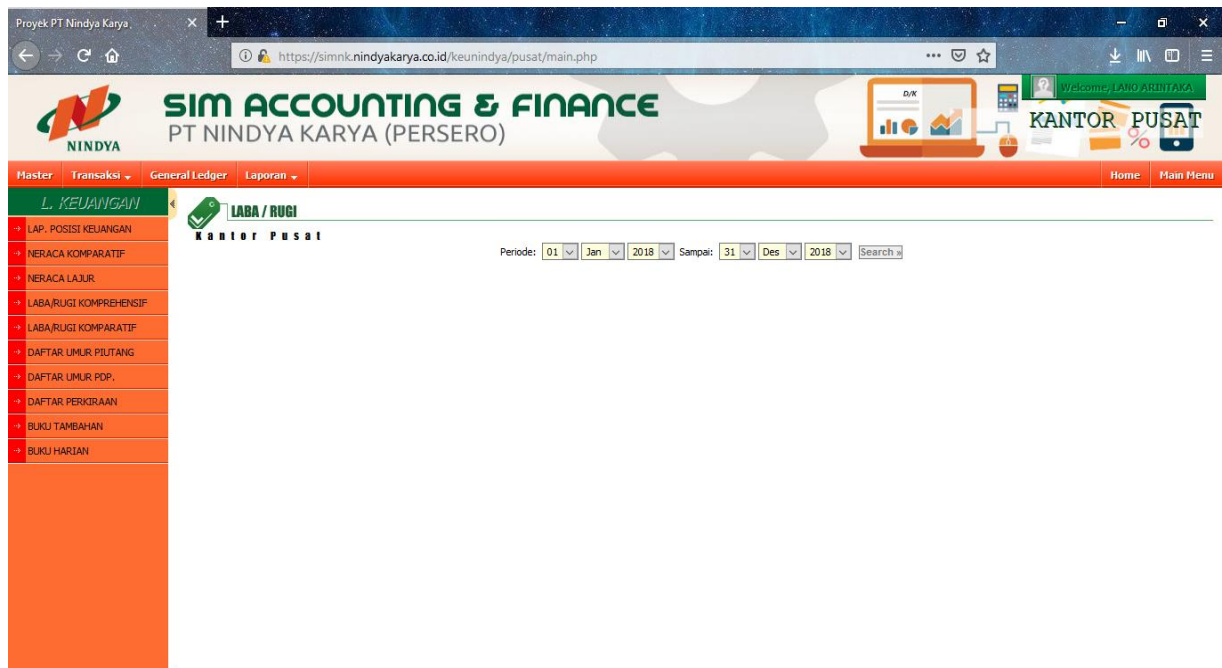 Proyek PT Nindya Karya
https://simnk.nindyakarya.co.id/keunindya/pusat/main.php
NINDYA
SIM ACCOUNTING & FINANCE
PT NINDYA KARYA (PERSERO)
D/K
Welcome, LANO ARINTAKA
KANTOR PUSAT
%
Master Transaksi General Ledger Laporan Home Main Menu
L. KEUANGAN
LABA / RUGI
Kantor Pusat
Periode: 01 Jan 2018 Sampai: 31 Des 2018 Search »
LAP. POSISI KEUANGAN
NERACA KOMPARATIF
NERACA LAJUR
LABA/RUGI KOMPREHENSIF
LABA/RUGI KOMPARATIF
DAFTAR UMUR PIUTANG
DAFTAR UMUR PDP.
DAFTAR PERKIRAAN
BUKU TAMBAHAN
BUKU HARIAN